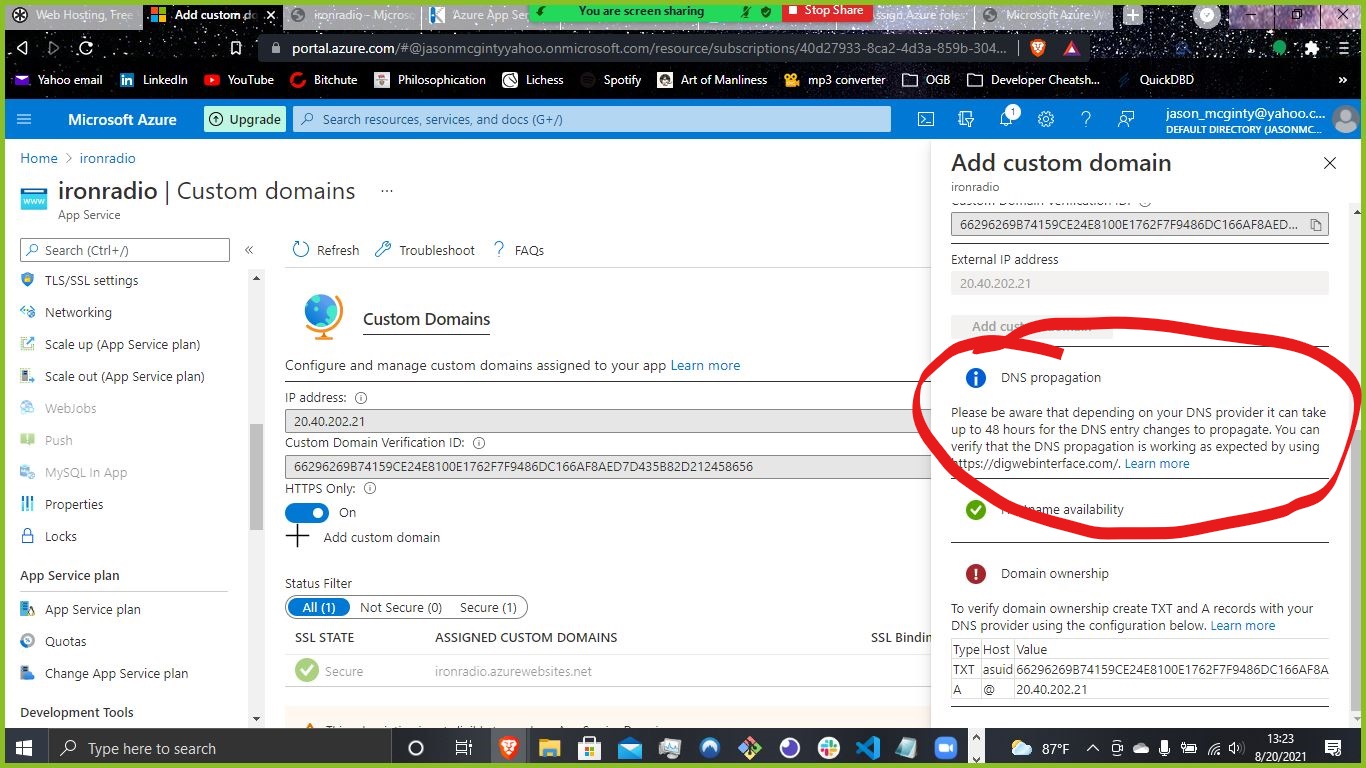 Web Hosting, Free
Add custom do
ironradio - Micros
Azure App Ser
You are screen sharing
Stop Share
ssign Azure roles
"Microsoft Azure We
portal.azure.com/#@jasonmcgintyyahoo.onmicrosoft.com/resource/subscriptions/40d27933-8ca2-4d3a-859b-304...
Yahoo email
LinkedIn
YouTube
Bitchute
Philosophication
Lichess
Spotify
Art of Manliness
mp3 converter
OGB
Developer Cheatsh...
QuickDBD
»
Microsoft Azure
Upgrade
Search resources, services, and docs (G+/)
1
jason_mcginty@yahoo.c...
DEFAULT DIRECTORY (JASONMC...
Home > ironradio
www
ironradio | Custom domains ...
App Service
Search (Ctrl+/)
«
TLS/SSL settings
Networking
Scale up (App Service plan)
Scale out (App Service plan)
WebJobs
Push
MySQL In App
Properties
Locks
App Service plan
App Service plan
Quotas
Change App Service plan
Development Tools
Refresh
Troubleshoot
? FAQs
Custom Domains
Configure and manage custom domains assigned to your app Learn more
IP address:
20.40.202.21
Custom Domain Verification ID:
66296269B74159CE24E8100E1762F7F9486DC166AF8AED7D435B82D212458656
HTTPS Only:
On
Add custom domain
Status Filter
All (1) Not Secure (0) Secure (1)
SSL STATE ASSIGNED CUSTOM DOMAINS SSL Bindin
Secure ironradio.azurewebsites.net
Add custom domain
ironradio
Custom Domain Verification ID:
66296269B74159CE24E8100E1762F7F9486DC166AF8AED...
External IP address
20.40.202.21
Add custom domain
DNS propagation
Please be aware that depending on your DNS provider it can take
up to 48 hours for the DNS entry changes to propagate. You can
verify that the DNS propagation is working as expected by using
https://digwebinterface.com/. Learn more
Hostname availability
Domain ownership
To verify domain ownership create TXT and A records with your
DNS provider using the configuration below. Learn more
Type Host Value
TXT asuid 66296269B74159CE24E8100E1762F7F9486DC166AF8A
A @ 20.40.202.21
Type here to search
87°F
13:23
8/20/2021